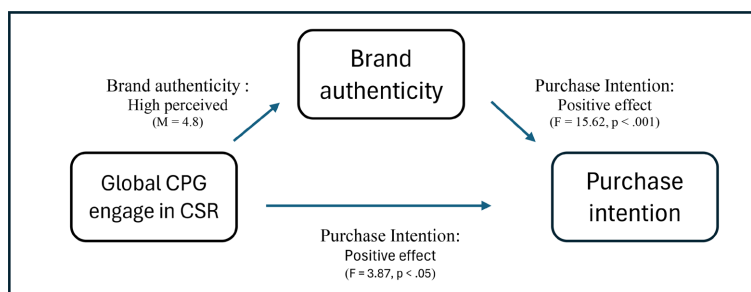 Brand
authenticity
Brand authenticity :
High perceived
(M = 4.8)
Purchase Intention:
Positive effect
(F = 15.62, p < .001)
Global CPG
engage in CSR
Purchase
intention
Purchase Intention:
Positive effect
(F = 3.87, p < .05)